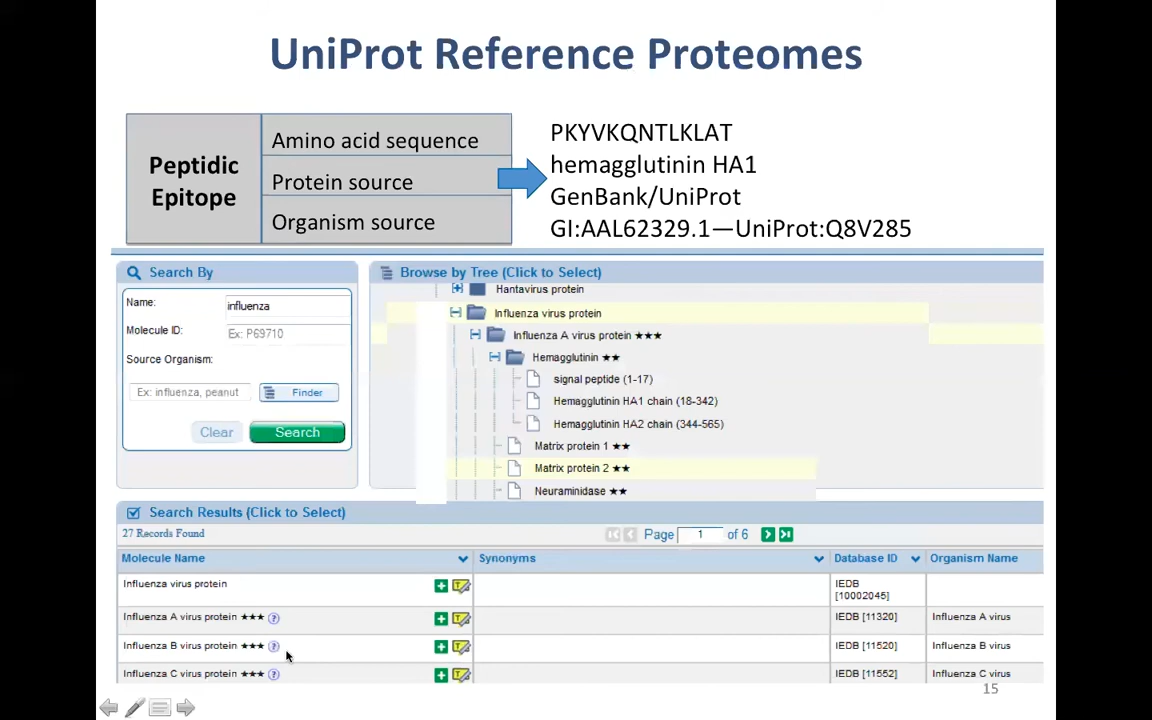 UniProt Reference Proteomes
Peptidic
Epitope
Amino acid sequence
Protein source
Organism source
PKYVKQNTLKLAT
hemagglutinin HA1
GenBank/UniProt
GI:AAL62329.1—UniProt:Q8V285
Search By
Name: influenza
Molecule ID: Ex: P69710
Source Organism:
Ex: influenza, peanut Finder
Clear Search
Browse by Tree (Click to Select)
Hantavirus protein
Influenza virus protein
Influenza A virus protein ★★★
Hemagglutinin ★★
signal peptide (1-17)
Hemagglutinin HA1 chain (18-342)
Hemagglutinin HA2 chain (344-565)
Matrix protein 1 ★★
Matrix protein 2 ★★
Neuraminidase ★★
Search Results (Click to Select)
27 Records Found Page 1 of 6
Molecule Name Synonyms Database ID Organism Name
Influenza virus protein IEDB
[10002045]
Influenza A virus protein ★★★ IEDB [11320] Influenza A virus
Influenza B virus protein ★★★ IEDB [11520] Influenza B virus
Influenza C virus protein ★★★ IEDB [11552] Influenza C virus
15